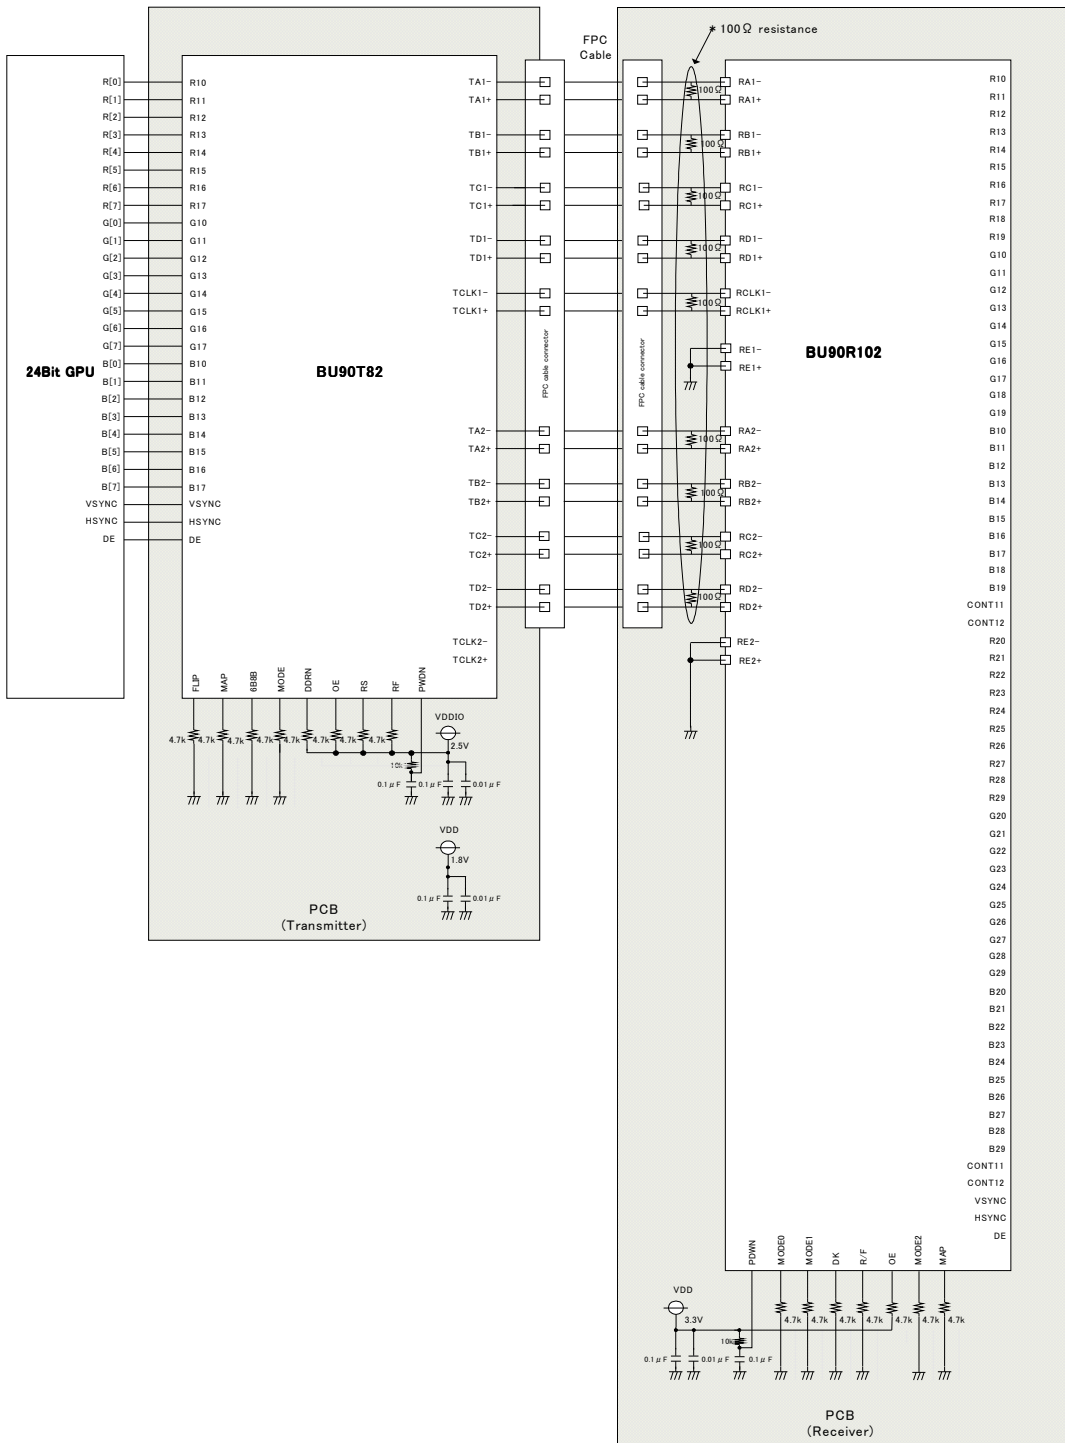 * 100Ω resistance
FPC
Cable
24Bit GPU
R[0]
R[1]
R[2]
R[3]
R[4]
R[5]
R[6]
R[7]
G[0]
G[1]
G[2]
G[3]
G[4]
G[5]
G[6]
G[7]
B[0]
B[1]
B[2]
B[3]
B[4]
B[5]
B[6]
B[7]
VSYNC
HSYNC
DE
BU90T82
R10
R11
R12
R13
R14
R15
R16
R17
G10
G11
G12
G13
G14
G15
G16
G17
B10
B11
B12
B13
B14
B15
B16
B17
VSYNC
HSYNC
DE
TA1-
TA1+
TB1-
TB1+
TC1-
TC1+
TD1-
TD1+
TCLK1-
TCLK1+
TA2-
TA2+
TB2-
TB2+
TC2-
TC2+
TD2-
TD2+
TCLK2-
TCLK2+
FLIP
MAP
6B8B
MODE
DDRN
OE
RS
RF
PWDN
4.7k
4.7k
4.7k
4.7k
4.7k
4.7k
4.7k
4.7k
VDDIO
2.5V
10k
0.1μF
0.1μF
0.01μF
VDD
1.8V
0.1μF
0.01μF
PCB
(Transmitter)
FPC cable connector
FPC cable connector
100Ω
100Ω
100Ω
100Ω
100Ω
100Ω
100Ω
100Ω
100Ω
BU90R102
RA1-
RA1+
RB1-
RB1+
RC1-
RC1+
RD1-
RD1+
RCLK1-
RCLK1+
RE1-
RE1+
RA2-
RA2+
RB2-
RB2+
RC2-
RC2+
RD2-
RD2+
RE2-
RE2+
R10
R11
R12
R13
R14
R15
R16
R17
R18
R19
G10
G11
G12
G13
G14
G15
G16
G17
G18
G19
B10
B11
B12
B13
B14
B15
B16
B17
B18
B19
CONT11
CONT12
R20
R21
R22
R23
R24
R25
R26
R27
R28
R29
G20
G21
G22
G23
G24
G25
G26
G27
G28
G29
B20
B21
B22
B23
B24
B25
B26
B27
B28
B29
CONT11
CONT12
VSYNC
HSYNC
DE
PDWN
MODE0
MODE1
DK
R/F
OE
MODE2
MAP
VDD
3.3V
4.7k
4.7k
4.7k
4.7k
4.7k
4.7k
4.7k
10k
0.1μF
0.01μF
0.1μF
PCB
(Receiver)